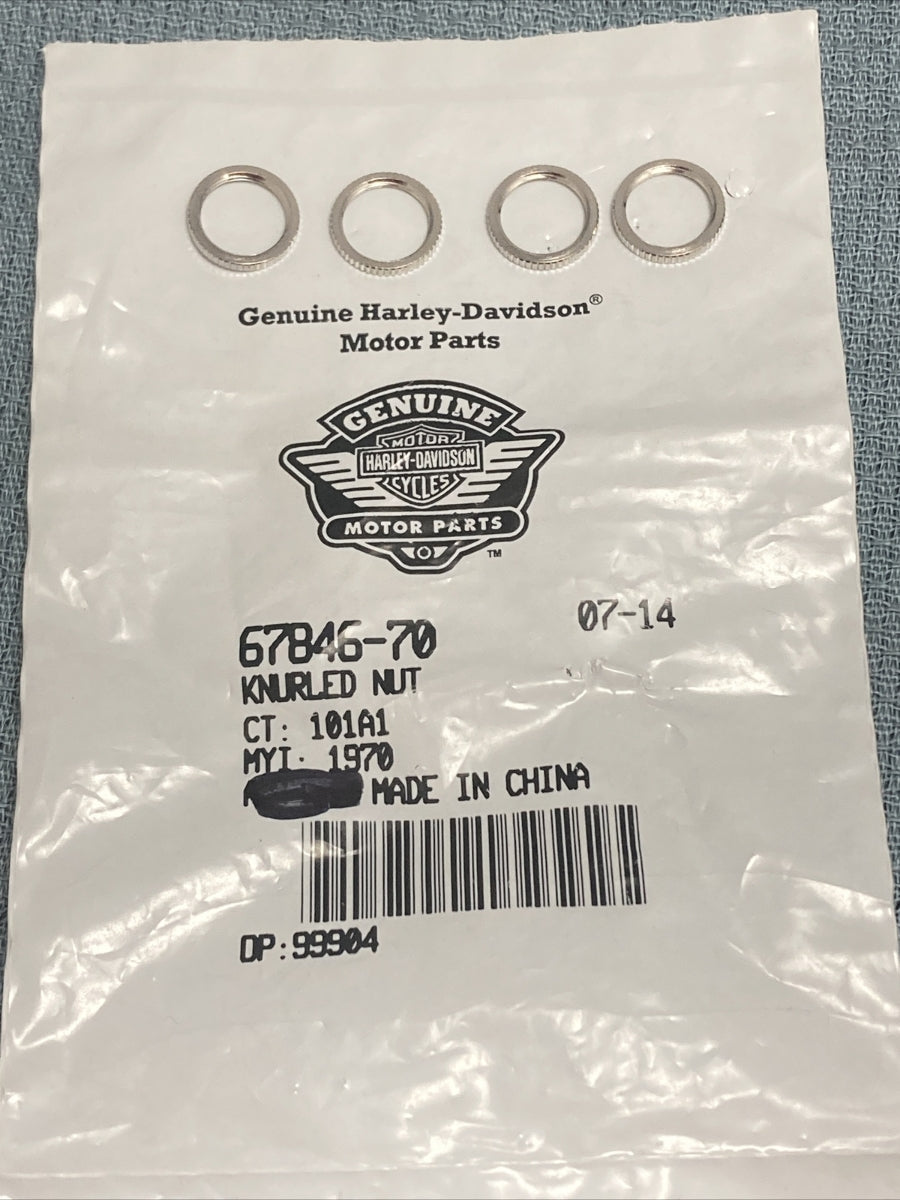 Genuine Harley-Davidson®
Motor Parts
GENUINE
MOTOR
HARLEY-DAVIDSON
CYCLES
MOTOR PARTS
™
07-14
67846-70
KNURLED NUT
CT: 101A1
MYI: 1970
MADE IN CHINA
OP:99904